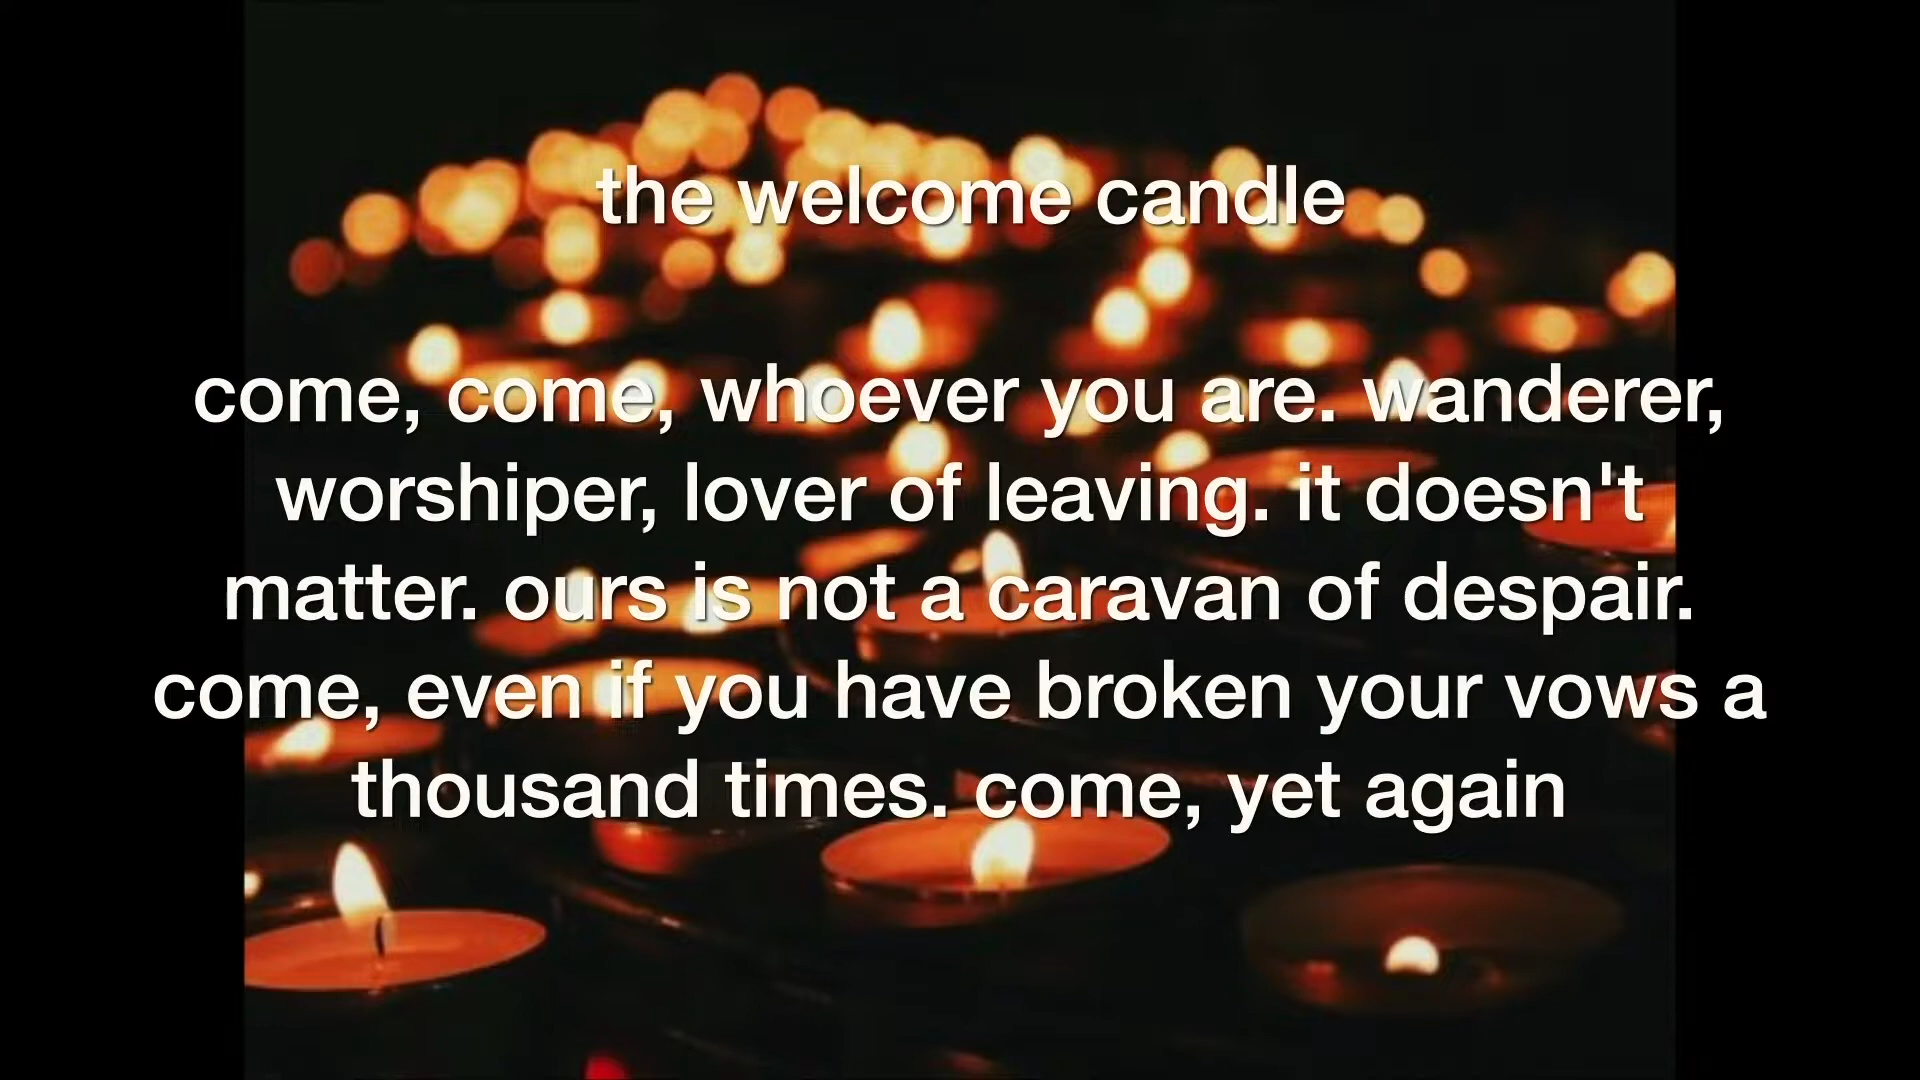 the welcome candle
come, come, whoever you are. wanderer,
worshiper, lover of leaving. it doesn't
matter. ours is not a caravan of despair.
come, even if you have broken your vows a
thousand times. come, yet again